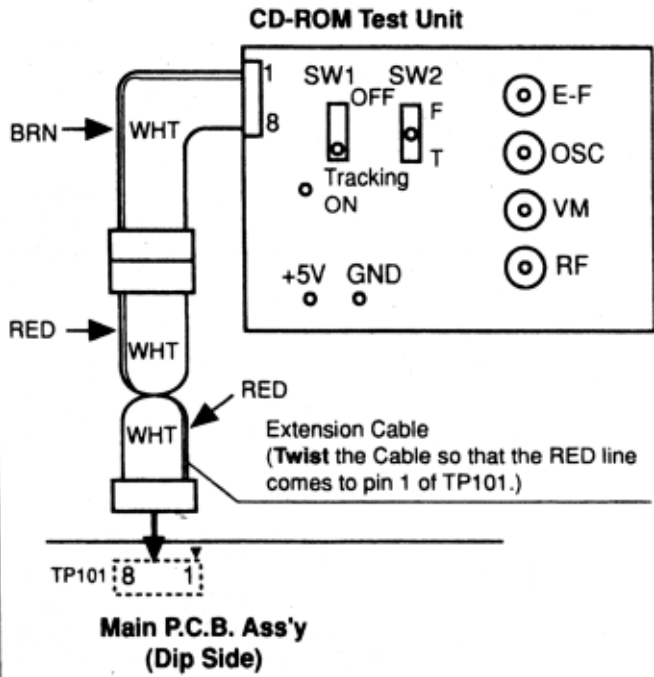 CD-ROM Test Unit
1
8
SW1 SW2
OFF
F
T
Tracking
ON
E-F
OSC
VM
RF
+5V GND
BRN
WHT
RED
WHT
RED
WHT
Extension Cable
(Twist the Cable so that the RED line
comes to pin 1 of TP101.)
TP101 8 1
Main P.C.B. Ass'y
(Dip Side)